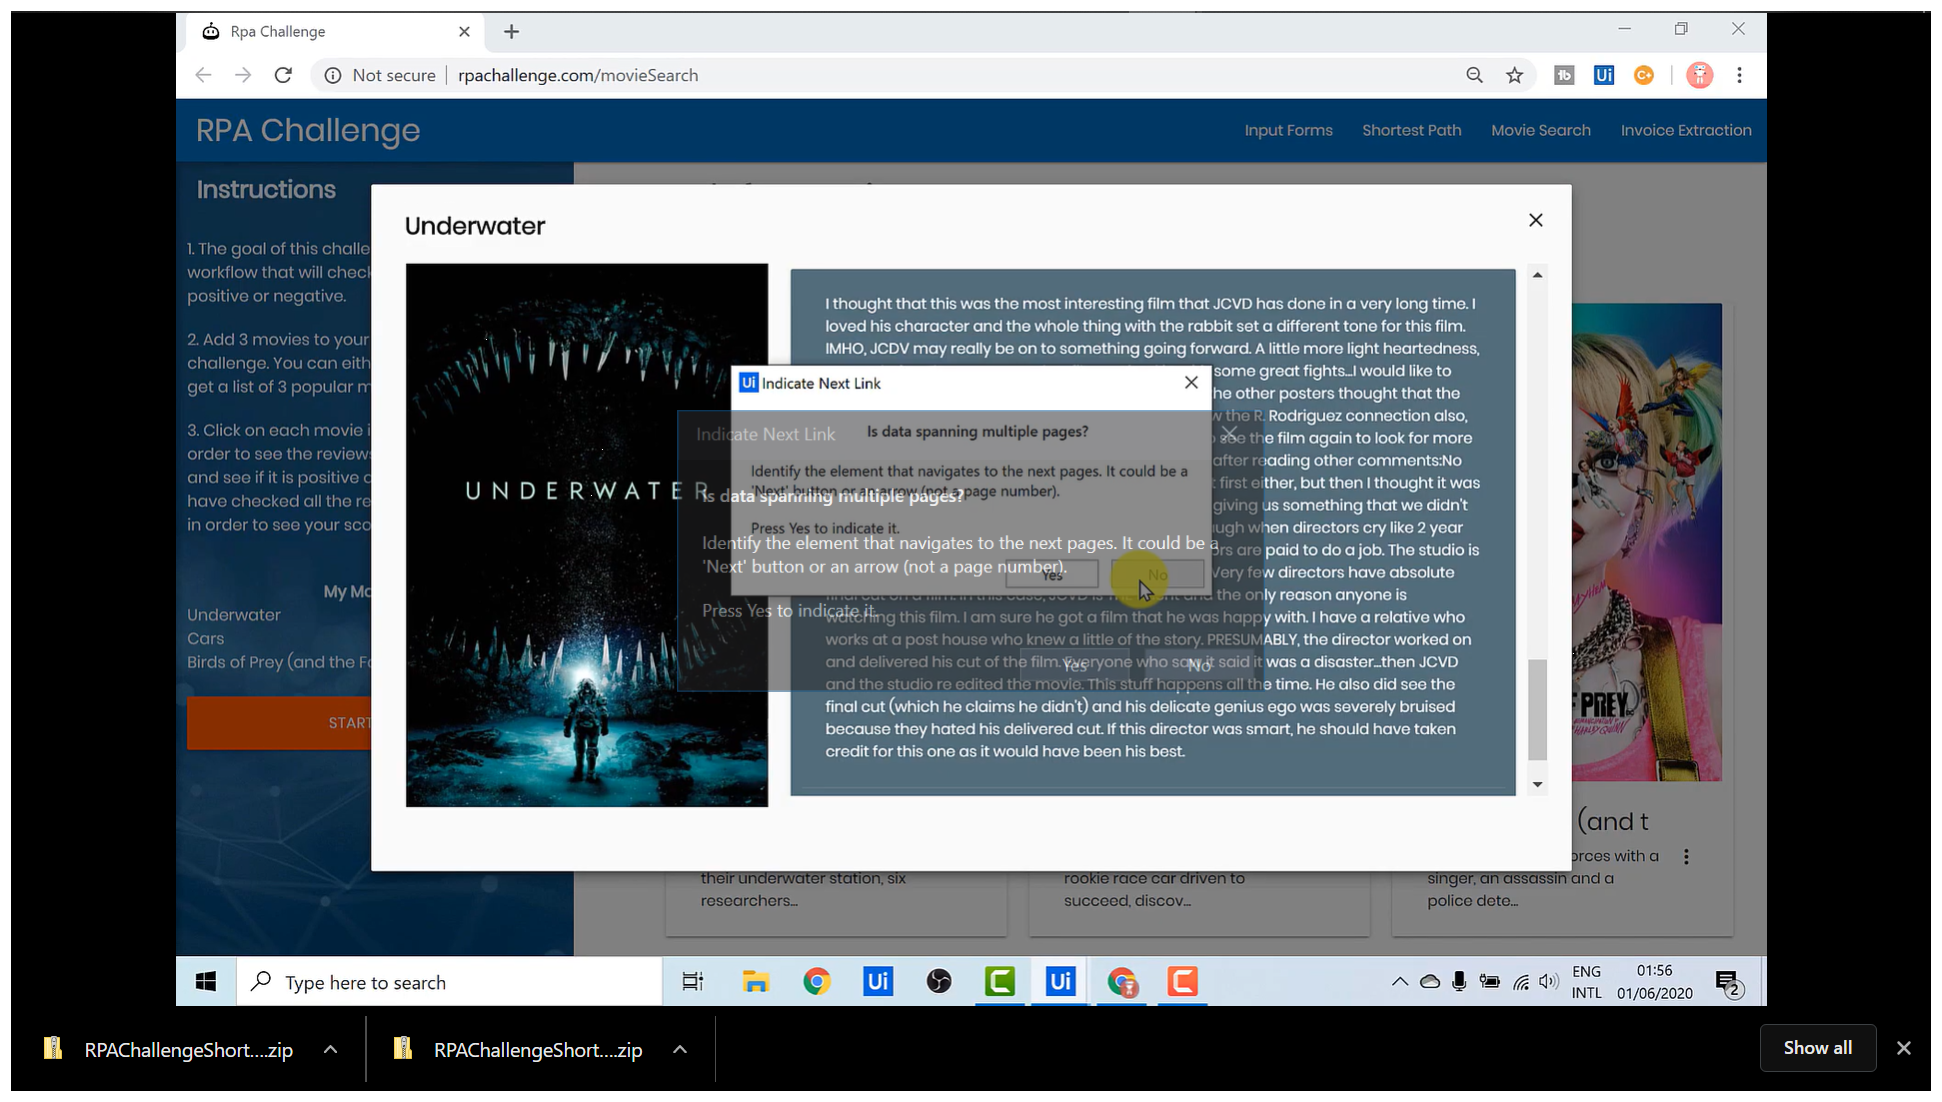 Rpa Challenge
Not secure
rpachallenge.com/movieSearch
RPA Challenge
Input Forms
Shortest Path
Movie Search
Invoice Extraction
Instructions
1. The goal of this challe
workflow that will check
positive or negative.
2. Add 3 movies to your
challenge. You can eith
get a list of 3 popular m
3. Click on each movie i
order to see the review
and see if it is positive
have checked all the re
in order to see your sco
My Mo
Underwater
Cars
Birds of Prey (and the Fa
START
Underwater
UNDERWATER
I thought that this was the most interesting film that JCVD has done in a very long time. I
loved his character and the whole thing with the rabbit set a different tone for this film.
IMHO, JCDV may really be on to something going forward. A little more light heartedness,
some great fights...I would like to
he other posters thought that the
the R. Rodriguez connection also,
see the film again to look for more
after reading other comments:No
first either, but then I thought it was
giving us something that we didn't
ugh when directors cry like 2 year
ors are paid to do a job. The studio is
Very few directors have absolute
the only reason anyone is
watching this film. I am sure he got a film that he was happy with. I have a relative who
works at a post house who knew a little of the story. PRESUMABLY, the director worked on
and delivered his cut of the film. Everyone who saw it said it was a disaster...then JCVD
and the studio re edited the movie. This stuff happens all the time. He also did see the
final cut (which he claims he didn't) and his delicate genius ego was severely bruised
because they hated his delivered cut. If this director was smart, he should have taken
credit for this one as it would have been his best.
Ui Indicate Next Link
Is data spanning multiple pages?
Identify the element that navigates to the next pages. It could be a
'Next' button or an arrow (not a page number).
Press Yes to indicate it.
Yes
No
Indicate Next Link
Is data spanning multiple pages?
Identify the element that navigates to the next pages. It could be a
'Next' button or an arrow (not a page number).
Press Yes to indicate it.
Yes
No
their underwater station, six
researchers...
rookie race car driven to
succeed, discov...
(and t
orces with a
singer, an assassin and a
police dete...
Type here to search
ENG
INTL
01:56
01/06/2020
2
RPAChallengeShort....zip
RPAChallengeShort....zip
Show all